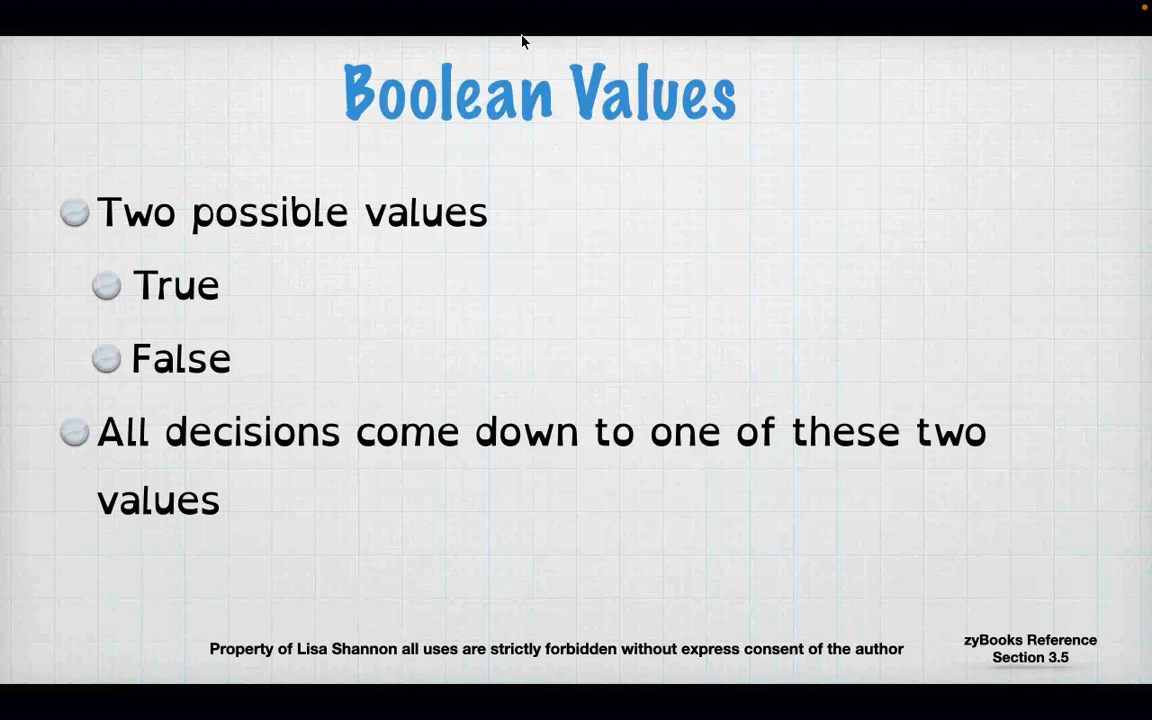 Boolean Values
Two possible values
True
False
All decisions come down to one of these two
values
Property of Lisa Shannon all uses are strictly forbidden without express consent of the author
zyBooks Reference
Section 3.5